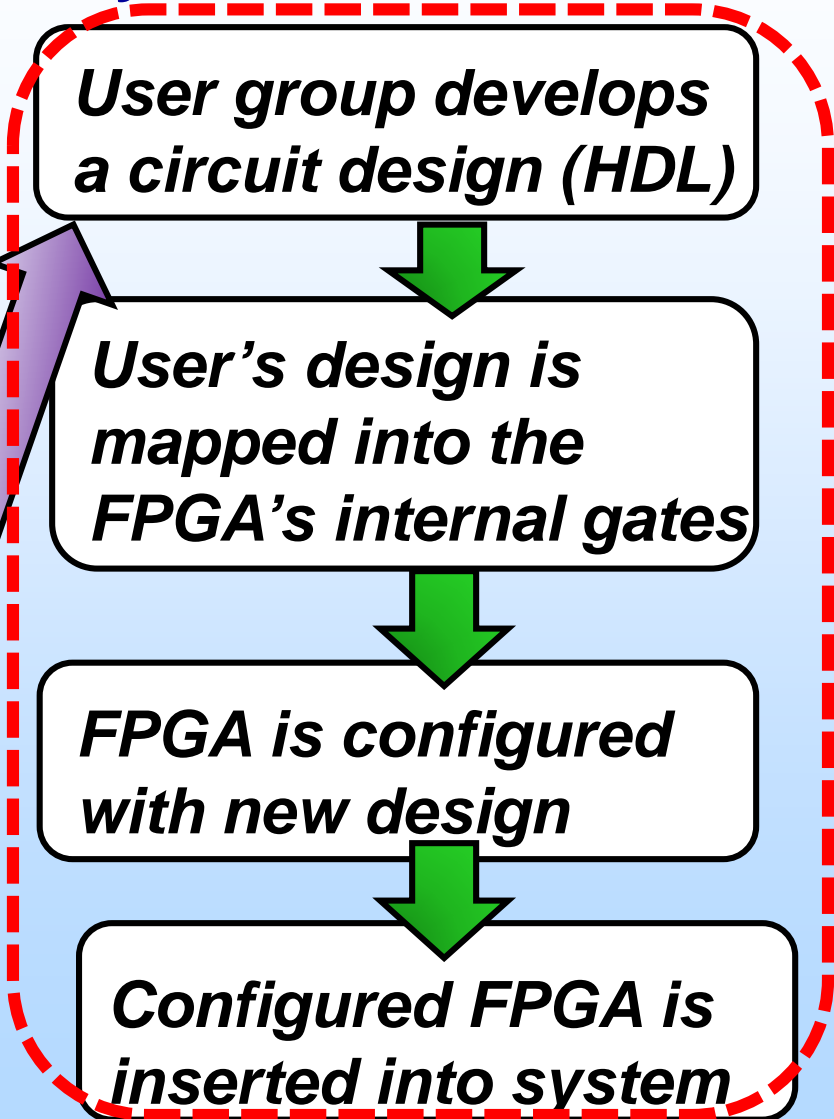 User group develops
a circuit design (HDL)
User’s design is
mapped into the
FPGA’s internal gates
FPGA is configured
with new design
Configured FPGA is
inserted into system